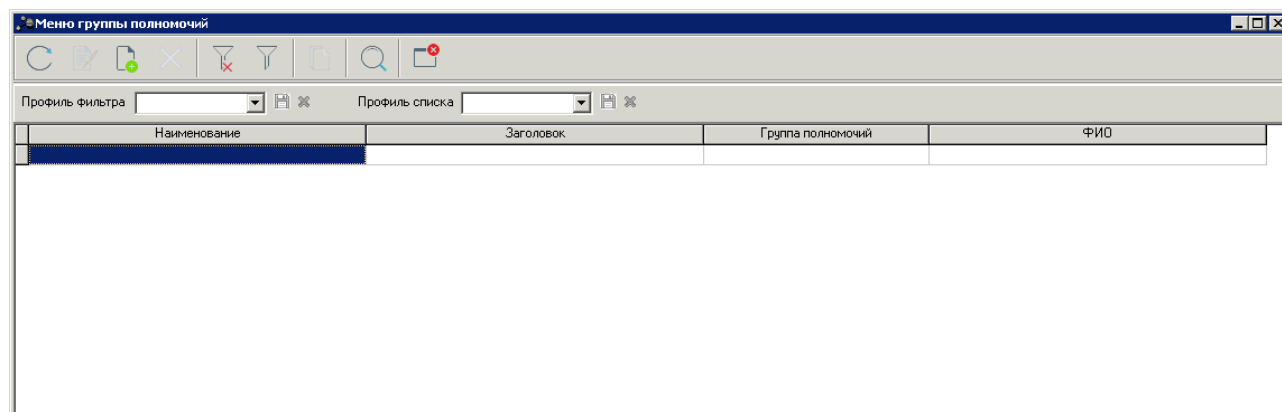 Меню группы полномочий
Профиль фильтра Профиль списка
Наименование Заголовок Группа полномочий ФИО